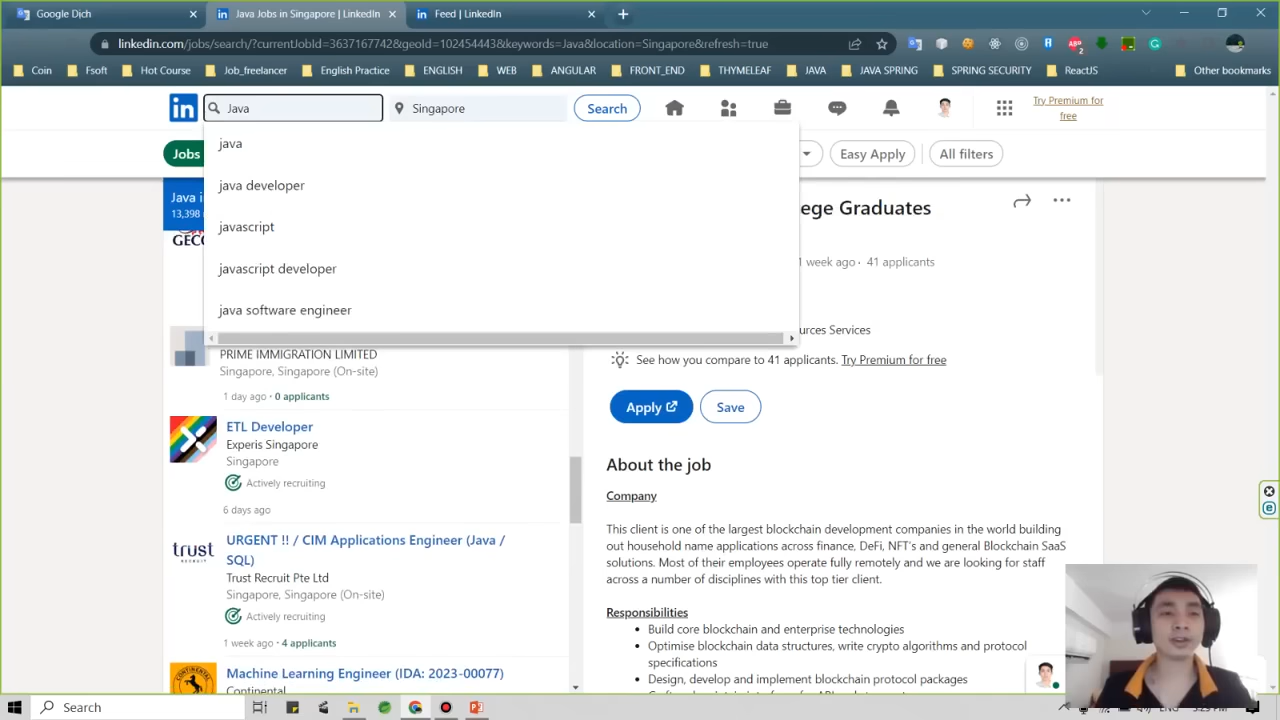 Google Dịch
Java Jobs in Singapore | LinkedIn
Feed | LinkedIn
linkedin.com/jobs/search/?currentJobId=3637167742&geoId=102454443&keywords=Java&location=Singapore&refresh=true
Coin
Fsoft
Hot Course
Job_freelancer
English Practice
ENGLISH
WEB
ANGULAR
FRONT_END
THYMELEAF
JAVA
JAVA SPRING
SPRING SECURITY
ReactJS
Other bookmarks
in
Java
Singapore
Search
Try Premium for
free
Jobs
Easy Apply
All filters
java
java developer
javascript
javascript developer
java software engineer
Java i
13,398
GECO
PRIME IMMIGRATION LIMITED
Singapore, Singapore (On-site)
1 day ago · 0 applicants
ETL Developer
Experis Singapore
Singapore
Actively recruiting
6 days ago
trust
RECRUIT
URGENT !! / CIM Applications Engineer (Java /
SQL)
Trust Recruit Pte Ltd
Singapore, Singapore (On-site)
Actively recruiting
1 week ago · 4 applicants
Machine Learning Engineer (IDA: 2023-00077)
Continental
ege Graduates
1 week ago · 41 applicants
urces Services
See how you compare to 41 applicants. Try Premium for free
Apply
Save
About the job
Company
This client is one of the largest blockchain development companies in the world building
out household name applications across finance, DeFi, NFT's and general Blockchain SaaS
solutions. Most of their employees operate fully remotely and we are looking for staff
across a number of disciplines with this top tier client.
Responsibilities
• Build core blockchain and enterprise technologies
• Optimise blockchain data structures, write crypto algorithms and protocol
specifications
• Design, develop and implement blockchain protocol packages
Search